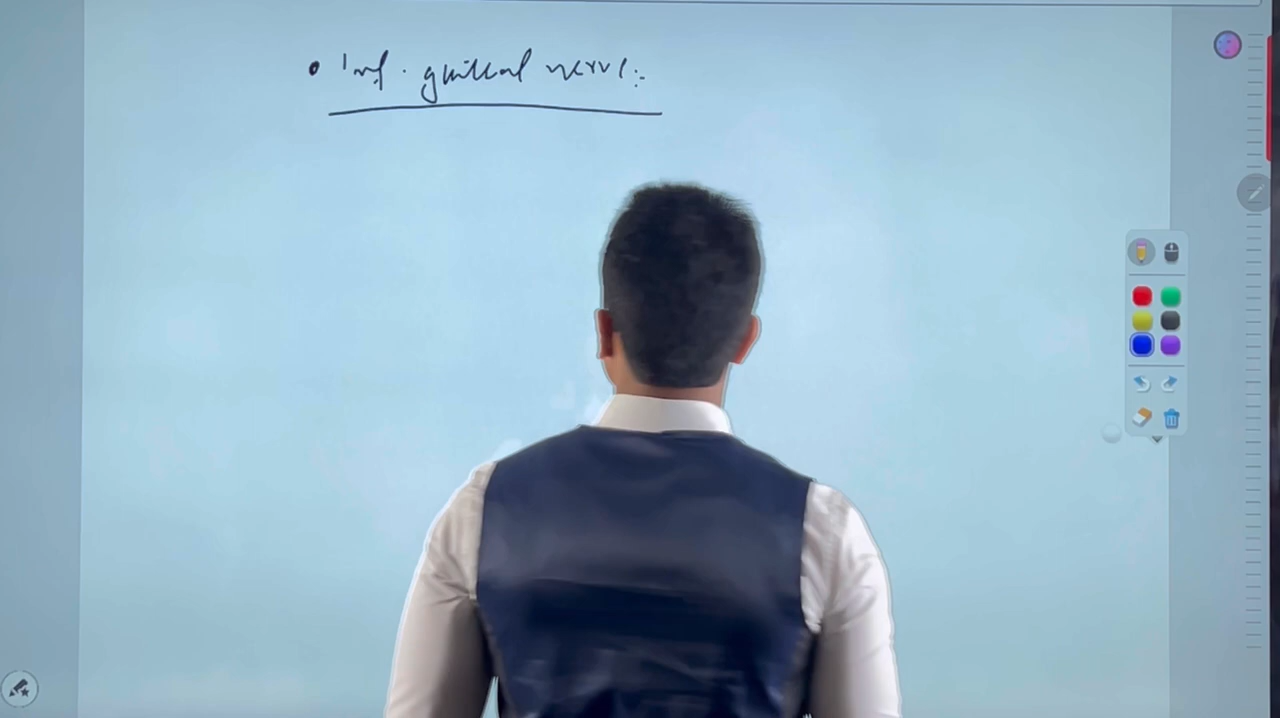 • Inf. gluteal nerve:-